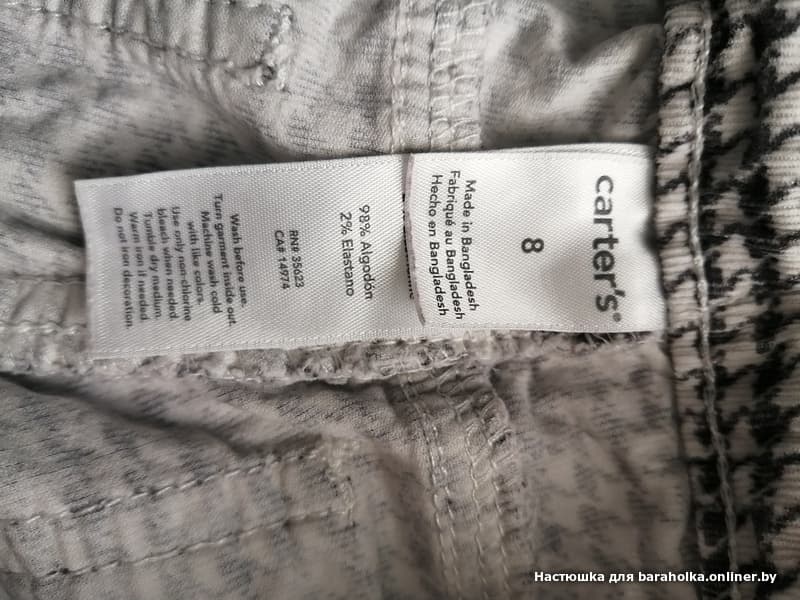 carter's®
8
Made in Bangladesh
Fabriqué au Bangladesh
Hecho en Bangladesh
98% Algodón
2% Elastano
RN# 35623
CA# 14974
Wash before use.
Turn garment inside out.
Machine wash cold
with like colors.
Use only non-chlorine
bleach when needed.
Tumble dry medium.
Warm iron if needed.
Do not iron decoration.
Настюшка для baraholka.onliner.by